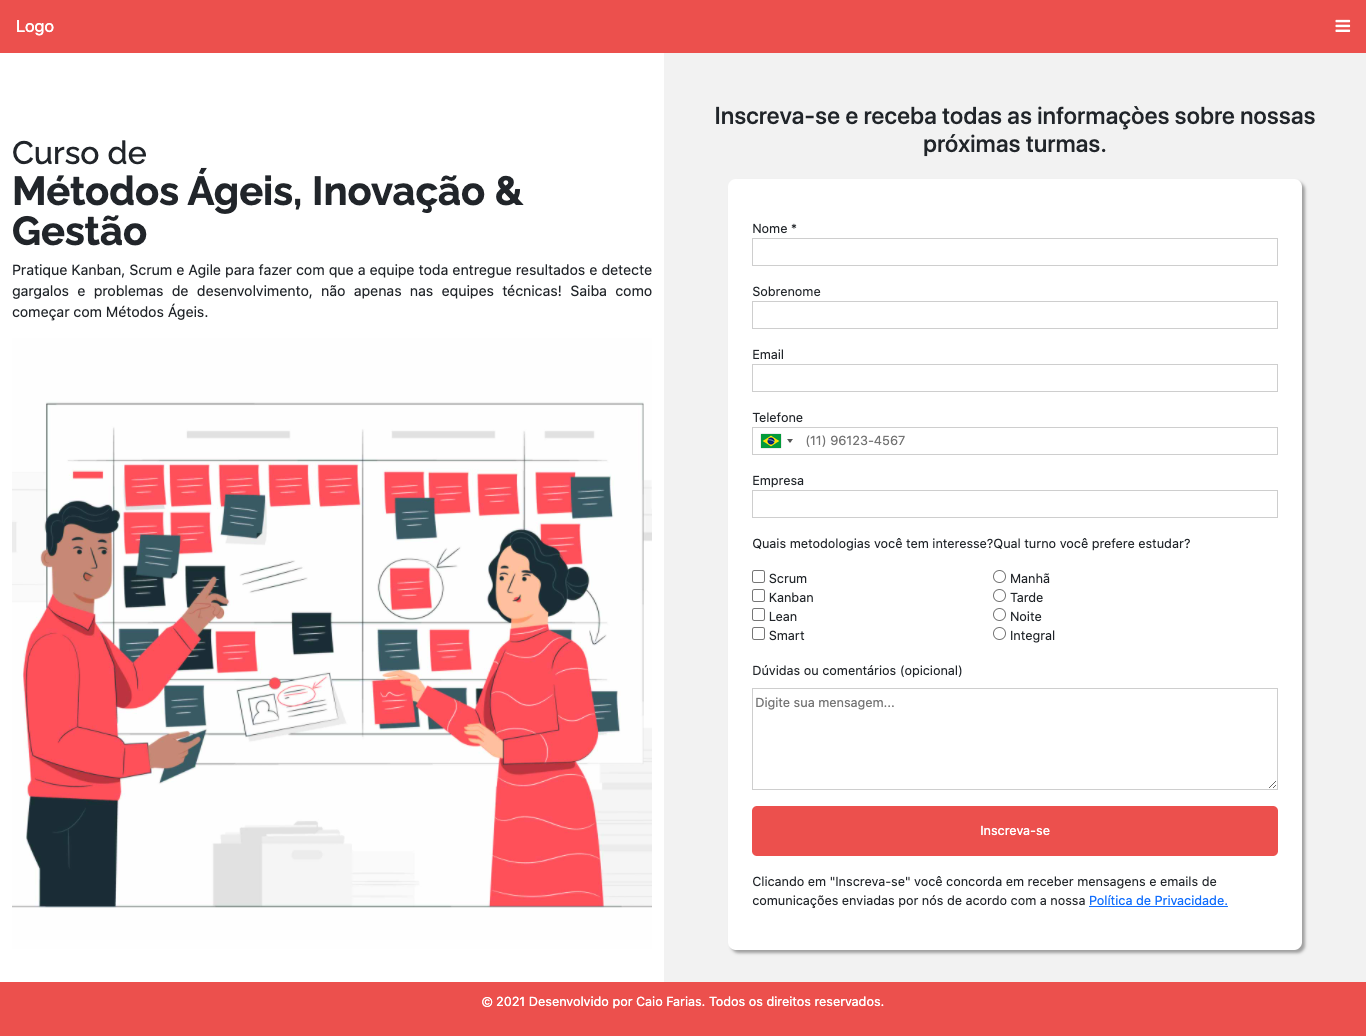 Logo
Curso de
Métodos Ágeis, Inovação &
Gestão
Pratique Kanban, Scrum e Agile para fazer com que a equipe toda entregue resultados e detecte
gargalos e problemas de desenvolvimento, não apenas nas equipes técnicas! Saiba como
começar com Métodos Ágeis.
Inscreva-se e receba todas as informações sobre nossas
próximas turmas.
Nome *
Sobrenome
Email
Telefone
(11) 96123-4567
Empresa
Quais metodologias você tem interesse?
Scrum
Kanban
Lean
Smart
Qual turno você prefere estudar?
Manhã
Tarde
Noite
Integral
Dúvidas ou comentários (opicional)
Digite sua mensagem...
Inscreva-se
Clicando em "Inscreva-se" você concorda em receber mensagens e emails de
comunicações enviadas por nós de acordo com a nossa Política de Privacidade.
© 2021 Desenvolvido por Caio Farias. Todos os direitos reservados.